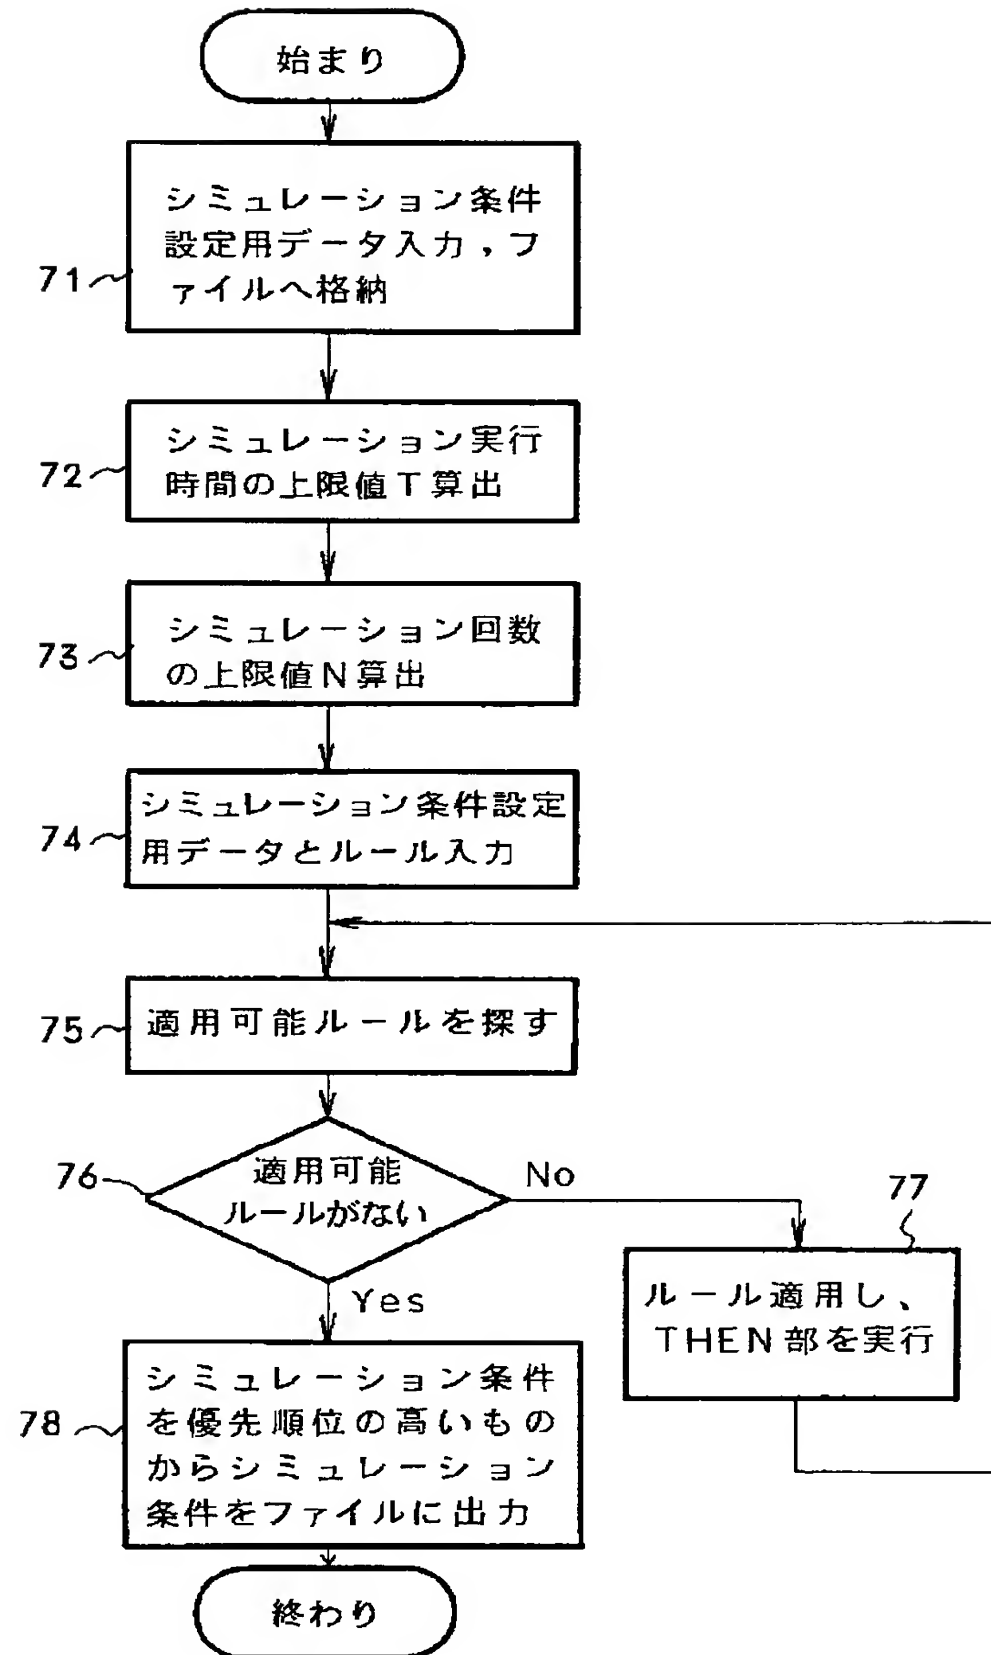 始まり
シミュレーション条件
設定用データ入力,フ
ァイルへ格納
71
シミュレーション実行
時間の上限値T算出
72
シミュレーション回数
の上限値N算出
73
シミュレーション条件設定
用データとルール入力
74
適用可能ルールを探す
75
適用可能
ルールがない
76
No
Yes
77
ルール適用し、
THEN部を実行
シミュレーション条件
を優先順位の高いもの
からシミュレーション
条件をファイルに出力
78
終わり